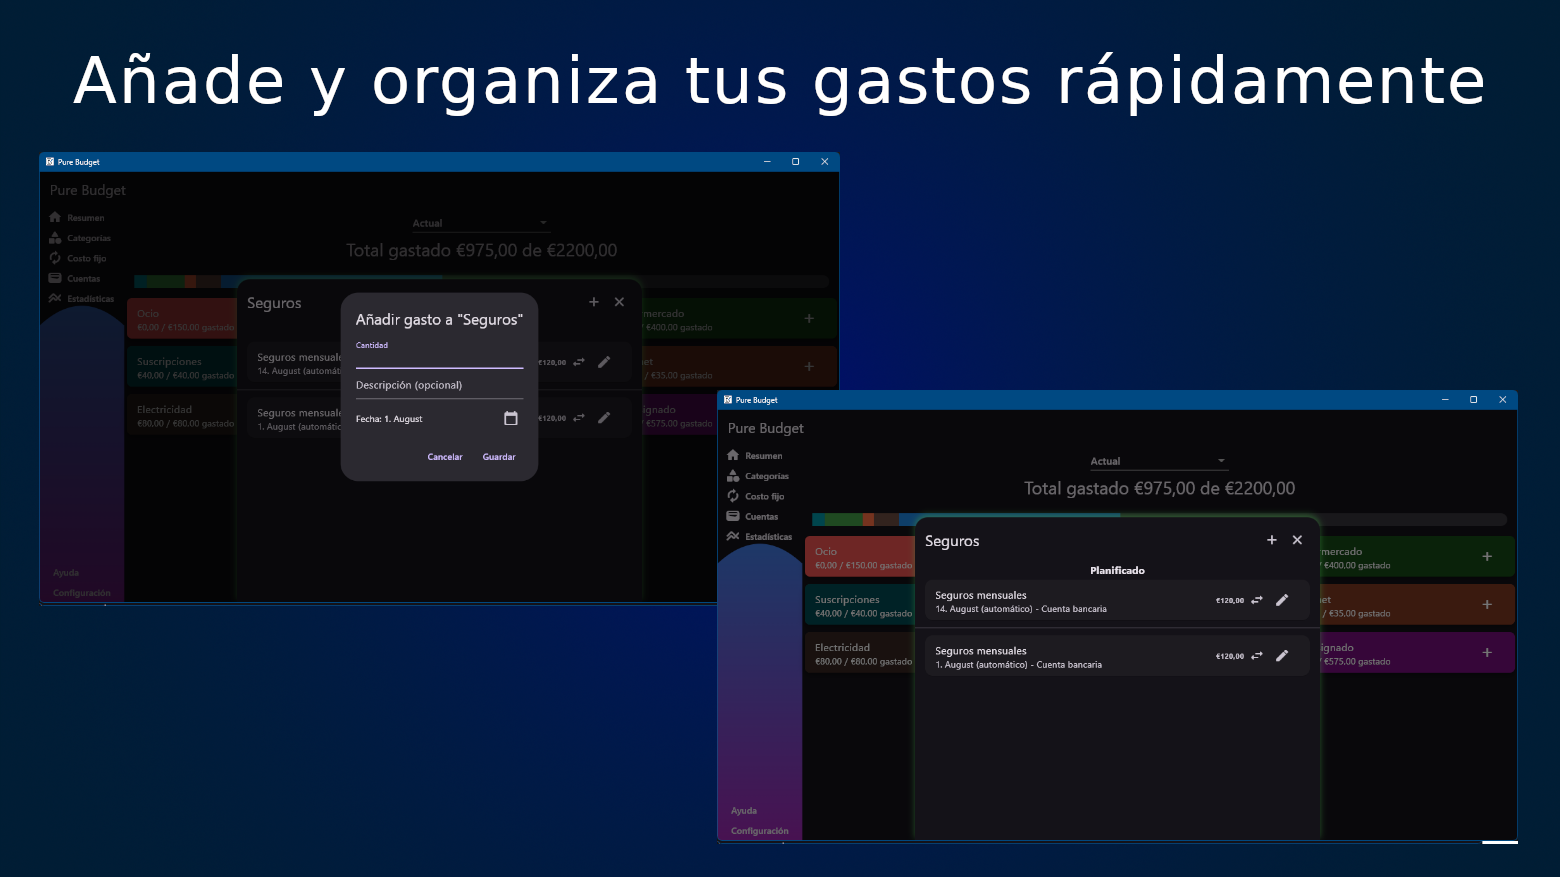 Añade y organiza tus gastos rápidamente
Pure Budget
Pure Budget
Resumen
Categorías
Costo fijo
Cuentas
Estadísticas
Ayuda
Configuración
Actual
Total gastado €975,00 de €2200,00
Ocio
€0,00 / €150,00 gastado
Suscripciones
€40,00 / €40,00 gastado
Electricidad
€80,00 / €80,00 gastado
Seguros
Seguros mensual
14. August (automát
€120,00
Seguros mensuale
1. August (automátic
€120,00
mercado
/ €400,00 gastado
et
/ €35,00 gastado
ignado
/ €575,00 gastado
Añadir gasto a "Seguros"
Cantidad
Descripción (opcional)
Fecha: 1. August
Cancelar Guardar
Pure Budget
Pure Budget
Resumen
Categorías
Costo fijo
Cuentas
Estadísticas
Ayuda
Configuración
Actual
Total gastado €975,00 de €2200,00
Ocio
€0,00 / €150,00 gastado
Suscripciones
€40,00 / €40,00 gastado
Electricidad
€80,00 / €80,00 gastado
Seguros
Planificado
Seguros mensuales
14. August (automático) - Cuenta bancaria
€120,00
Seguros mensuales
1. August (automático) - Cuenta bancaria
€120,00
mercado
/ €400,00 gastado
et
/ €35,00 gastado
ignado
/ €575,00 gastado